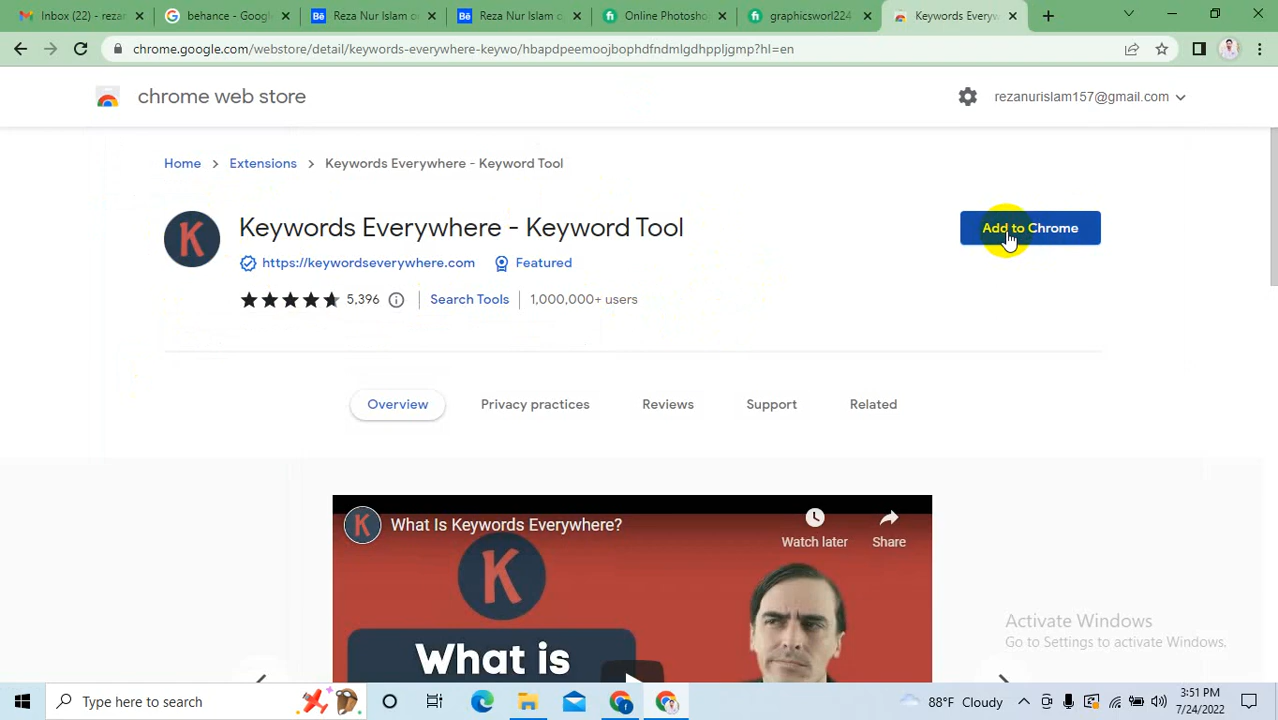 Inbox (22) - rezar
behance - Google
Reza Nur Islam c
Reza Nur Islam c
Online Photosho
graphicsworl224
Keywords Everyw
chrome.google.com/webstore/detail/keywords-everywhere-keywo/hbapdpeemoojbophdfndmlgdhppljgmp?hl=en
chrome web store
rezanurislam157@gmail.com
Home
Extensions
Keywords Everywhere - Keyword Tool
K
Keywords Everywhere - Keyword Tool
Add to Chrome
https://keywordseverywhere.com
Featured
5,396
Search Tools
1,000,000+ users
Overview
Privacy practices
Reviews
Support
Related
K
What Is Keywords Everywhere?
Watch later
Share
K
What is
Activate Windows
Go to Settings to activate Windows.
Type here to search
88°F Cloudy
3:51 PM
7/24/2022